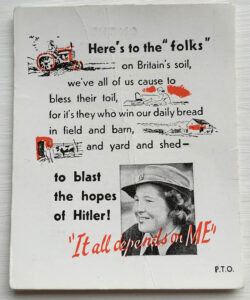 Here's to the "folks"
on Britain's soil,
we've all of us cause to
bless their toil,
for it's they who win our daily bread
in field and barn,
and yard and shed—
to blast
the hopes
of Hitler!
"It all depends on ME"
P.T.O.